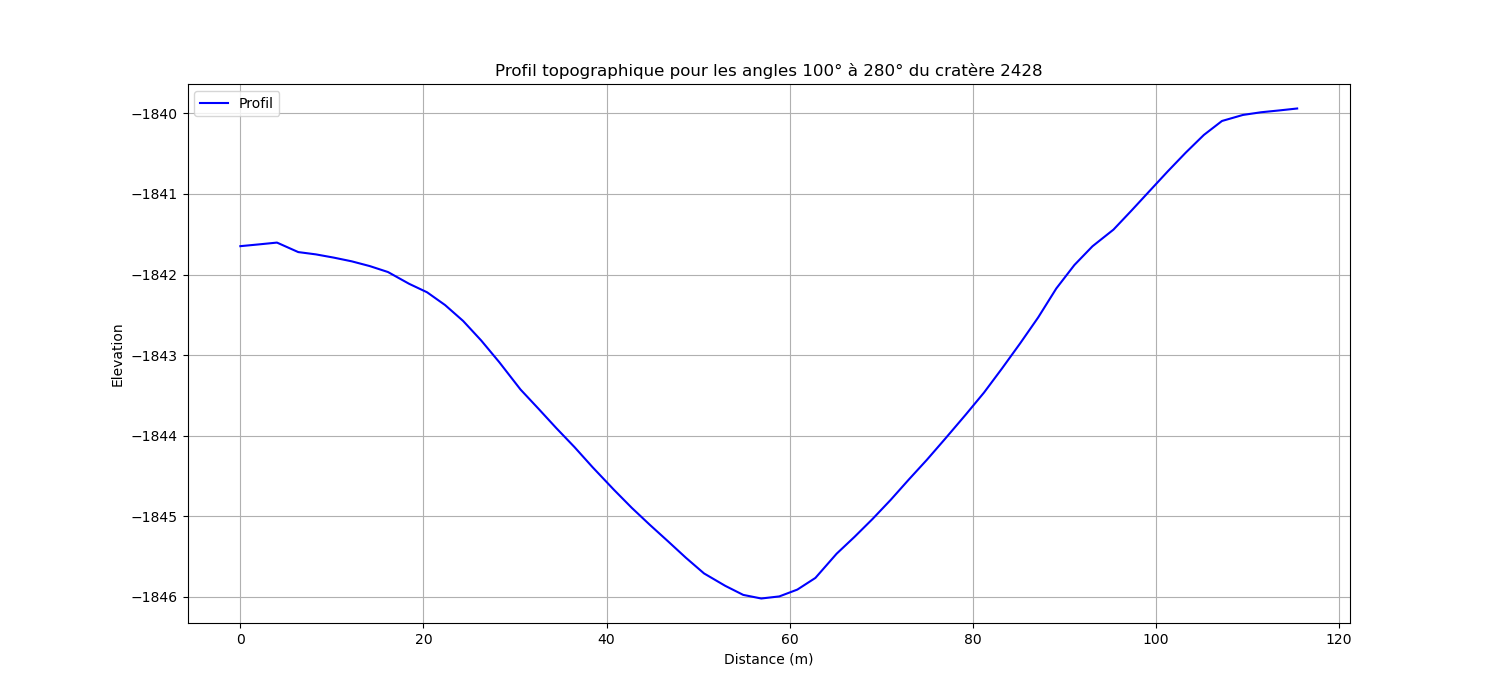 Profil topographique pour les angles 100° à 280° du cratère 2428
Profil
−1840
−1841
−1842
−1843
−1844
−1845
−1846
Elevation
0 20 40 60 80 100 120
Distance (m)